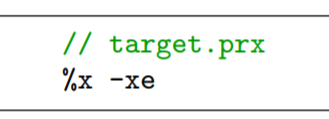 // target.prx
%x -xe